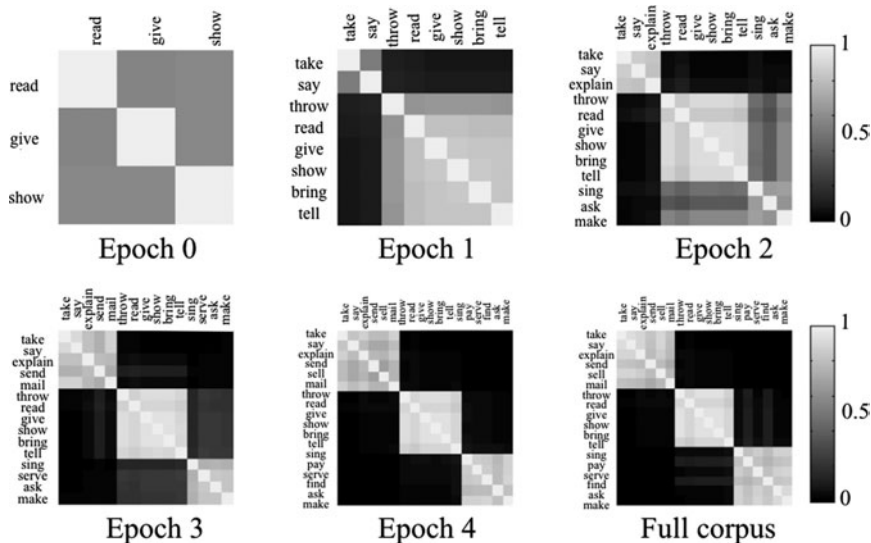 read
give
show
read
give
show
Epoch 0
take
say
throw
read
give
show
bring
tell
take
say
throw
read
give
show
bring
tell
Epoch 1
take
say
explain
throw
read
give
show
bring
tell
sing
ask
make
take
say
explain
throw
read
give
show
bring
tell
sing
ask
make
Epoch 2
1
0.5
0
take
say
explain
send
mail
throw
read
give
show
bring
tell
sing
serve
ask
make
take
say
explain
send
mail
throw
read
give
show
bring
tell
sing
serve
ask
make
Epoch 3
take
say
explain
send
sell
mail
throw
read
give
show
bring
tell
sing
pay
serve
find
ask
make
take
say
explain
send
sell
mail
throw
read
give
show
bring
tell
sing
pay
serve
find
ask
make
Epoch 4
take
say
explain
send
sell
mail
throw
read
give
show
bring
tell
sing
pay
serve
find
ask
make
take
say
explain
send
sell
mail
throw
read
give
show
bring
tell
sing
pay
serve
find
ask
make
Full corpus
1
0.5
0